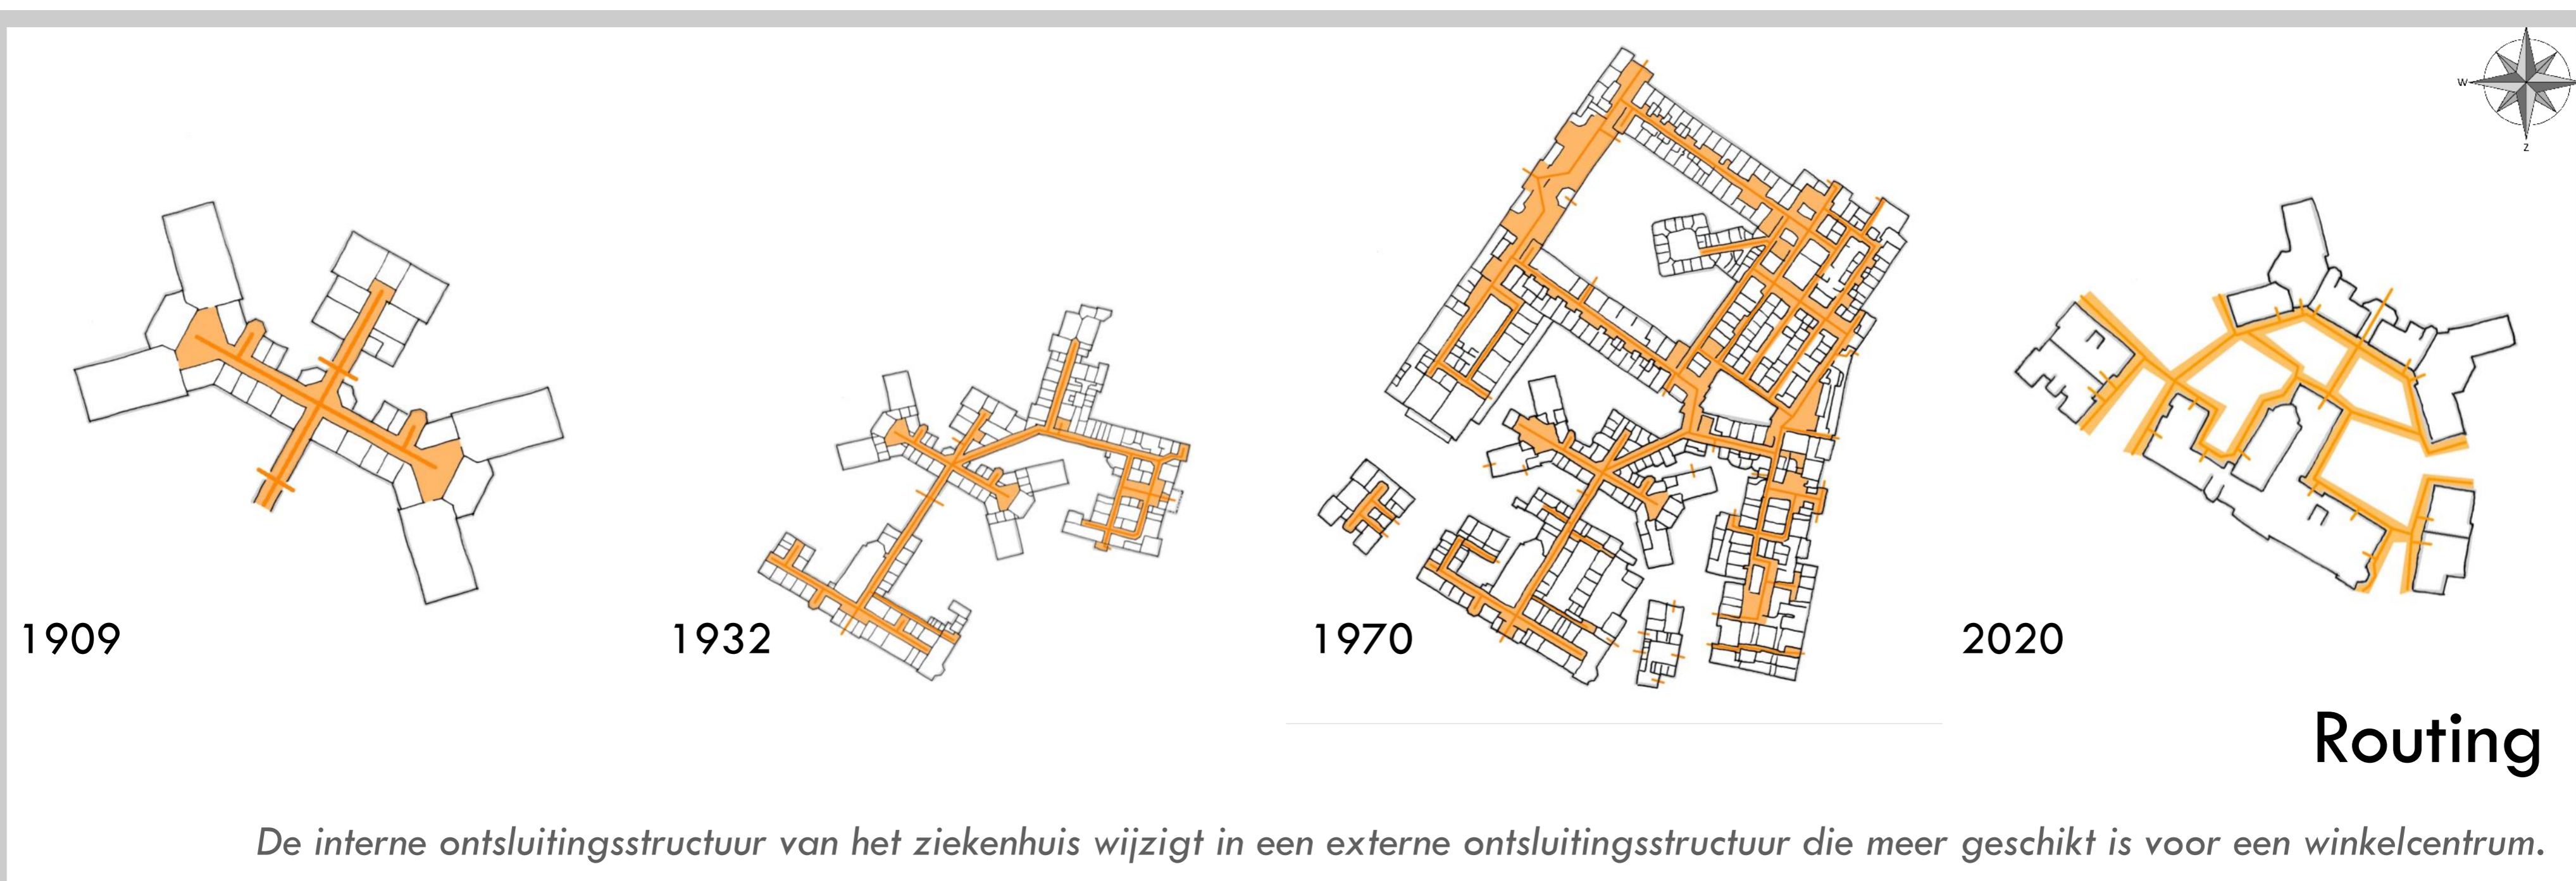 W
Z
1909
1932
1970
2020
Routing
De interne ontsluitingsstructuur van het ziekenhuis wijzigt in een externe ontsluitingsstructuur die meer geschikt is voor een winkelcentrum.